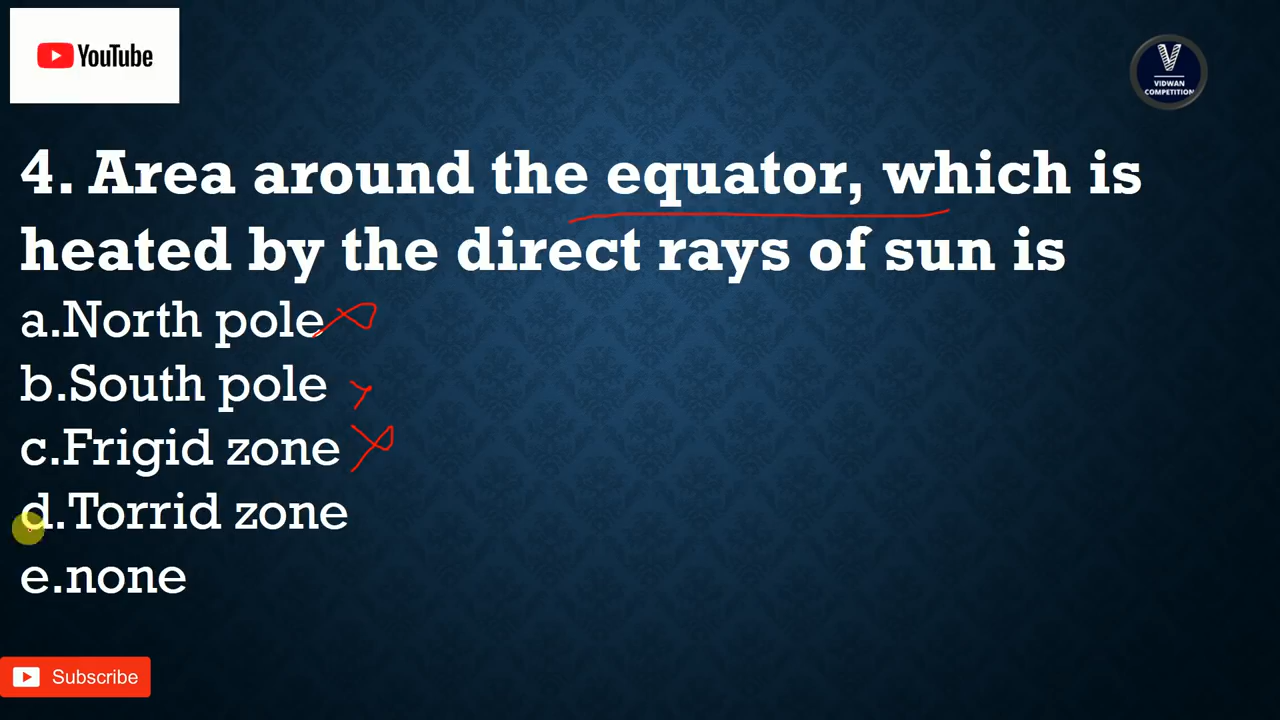 YouTube
V
VIDWAN
COMPETITION
4. Area around the equator, which is
heated by the direct rays of sun is
a.North pole
b.South pole
c.Frigid zone
d.Torrid zone
e.none
Subscribe